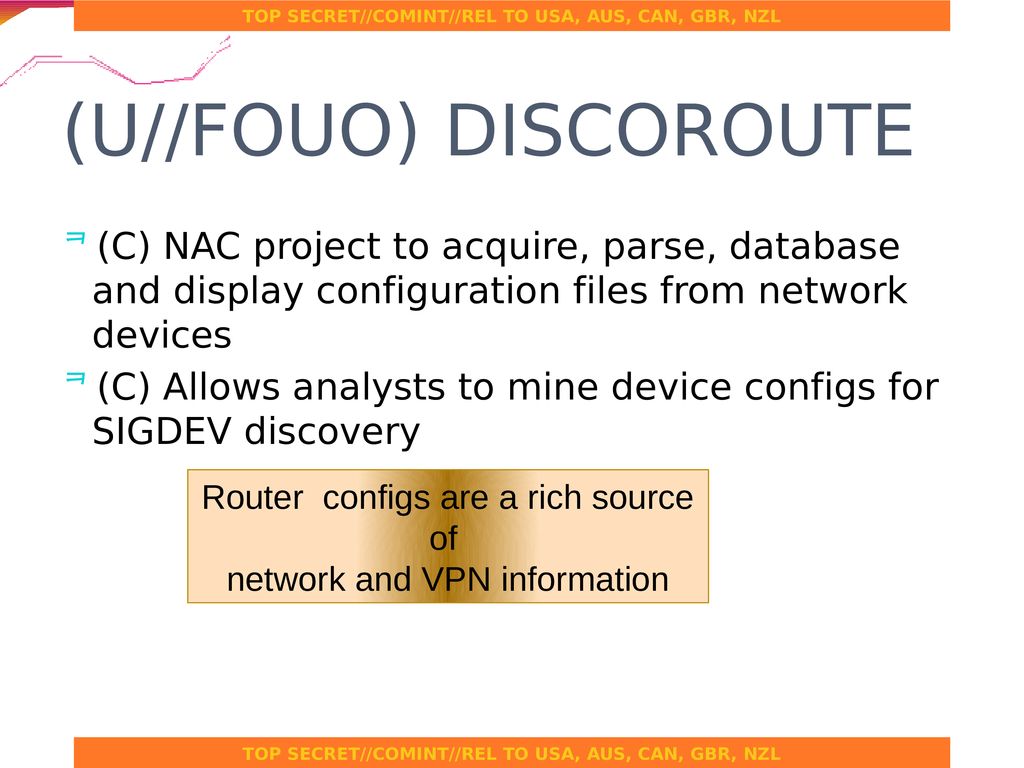 TOP SECRET//COMINT//REL TO USA, AUS, CAN, GBR, NZL
(U//FOUO) DISCOROUTE
(C) NAC project to acquire, parse, database
and display configuration files from network
devices
(C) Allows analysts to mine device configs for
SIGDEV discovery
Router  configs are a rich source
of
network and VPN information
TOP SECRET//COMINT//REL TO USA, AUS, CAN, GBR, NZL